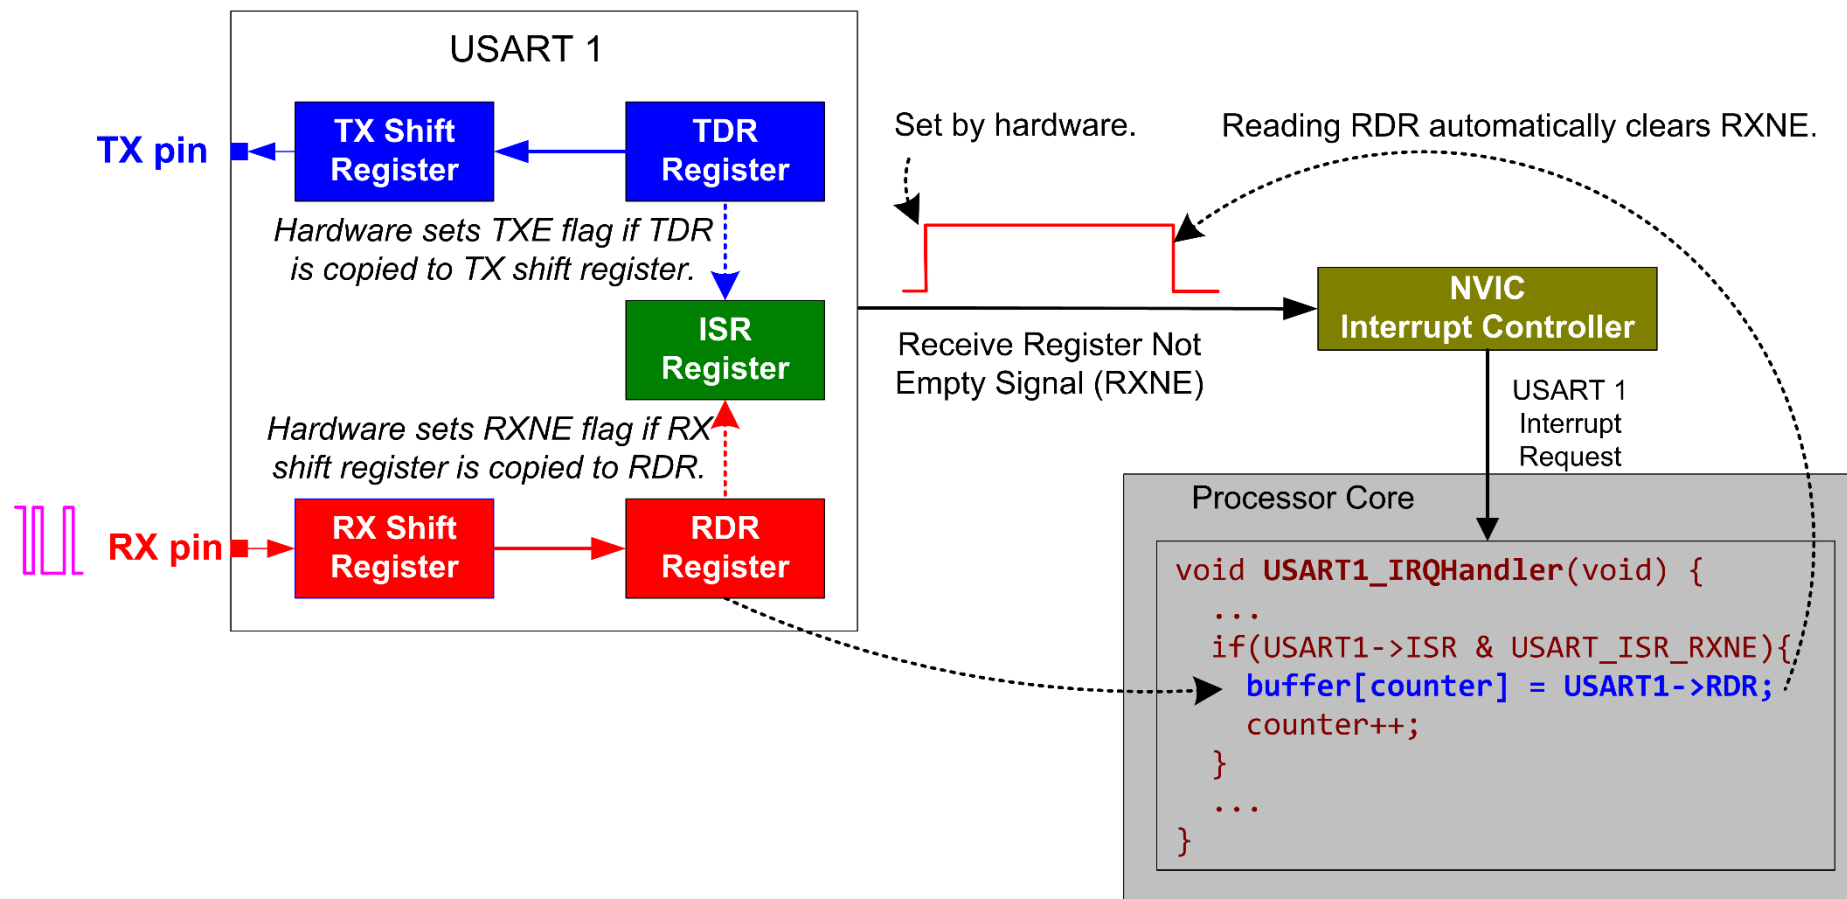 USART 1
TX pin
TX Shift
Register
TDR
Register
Hardware sets TXE flag if TDR
is copied to TX shift register.
ISR
Register
Hardware sets RXNE flag if RX
shift register is copied to RDR.
RX pin
RX Shift
Register
RDR
Register
Set by hardware.
Reading RDR automatically clears RXNE.
Receive Register Not
Empty Signal (RXNE)
NVIC
Interrupt Controller
USART 1
Interrupt
Request
Processor Core
void USART1_IRQHandler(void) {
...
if(USART1->ISR & USART_ISR_RXNE){
buffer[counter] = USART1->RDR;
counter++;
}
...
}